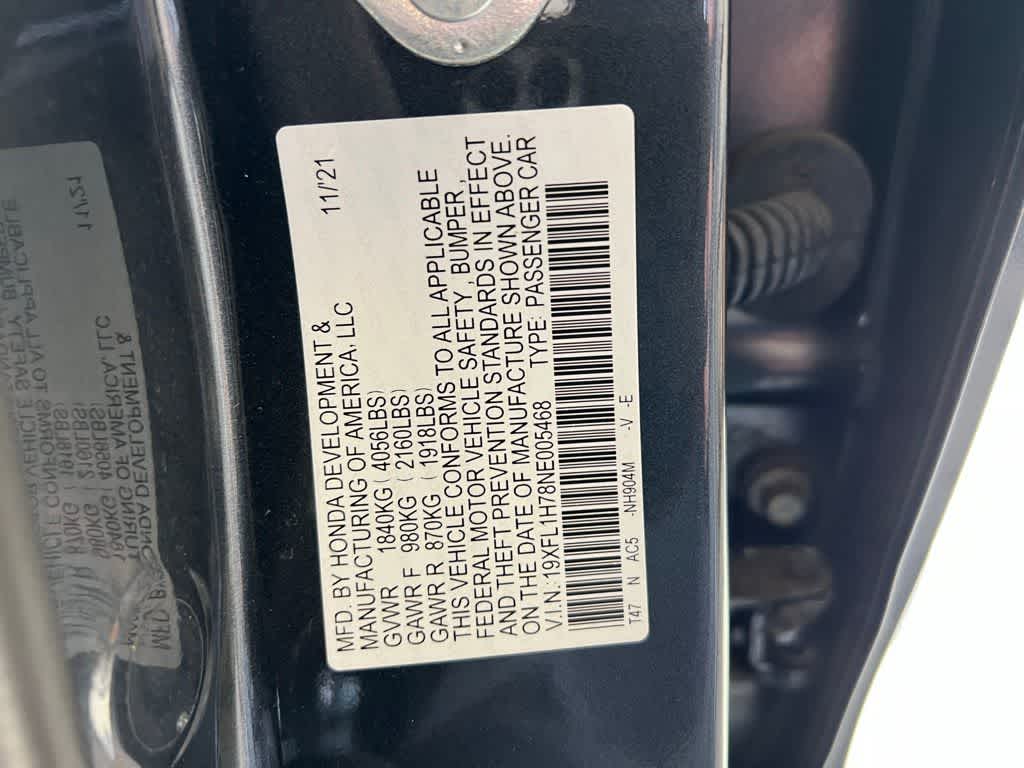 MFD. BY HONDA DEVELOPMENT & 11/'21
MANUFACTURING OF AMERICA, LLC
GVWR 1840KG ( 4056LBS)
GAWR F 980KG ( 2160LBS)
GAWR R 870KG ( 1918LBS)
THIS VEHICLE CONFORMS TO ALL APPLICABLE
FEDERAL MOTOR VEHICLE SAFETY, BUMPER,
AND THEFT PREVENTION STANDARDS IN EFFECT
ON THE DATE OF MANUFACTURE SHOWN ABOVE.
V.I.N.:19XFL1H78NE005468 TYPE: PASSENGER CAR
T47 N AC5 -NH904M -V -E